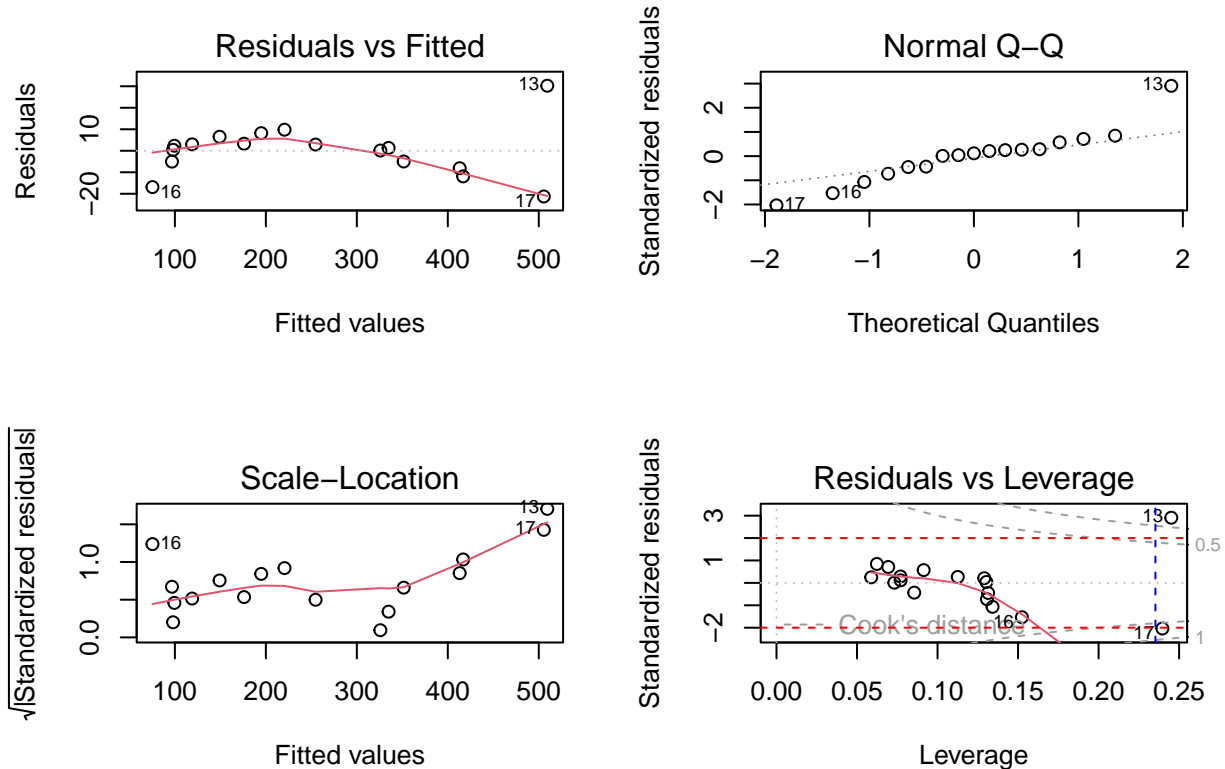 Residuals vs Fitted
Residuals
10
−20
13
16
17
100 200 300 400 500
Fitted values
Normal Q−Q
Standardized residuals
2
0
−2
13
16
17
−2 −1 0 1 2
Theoretical Quantiles
Scale−Location
√|Standardized residuals|
1.0
0.0
13
17
16
100 200 300 400 500
Fitted values
Residuals vs Leverage
Standardized residuals
3
1
−2
13
0.5
Cook's distance
16
17
1
0.00 0.05 0.10 0.15 0.20 0.25
Leverage